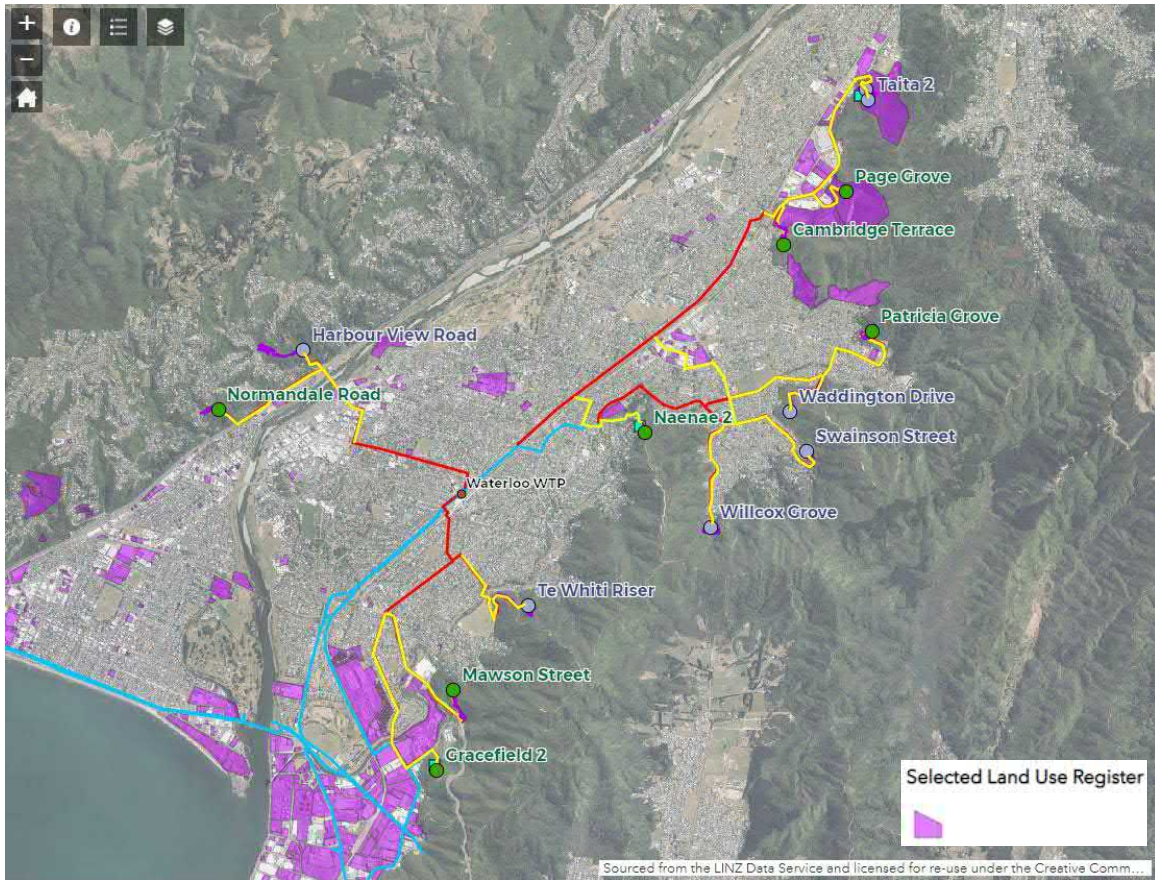 +
i
−
Taita 2
Page Grove
Cambridge Terrace
Patricia Grove
Harbour View Road
Normandale Road
Waddington Drive
Naenae 2
Swainson Street
Waterloo WTP
Willcox Grove
Te Whiti Riser
Mawson Street
Gracefield 2
Selected Land Use Register
Sourced from the LINZ Data Service and licensed for re-use under the Creative Comm...